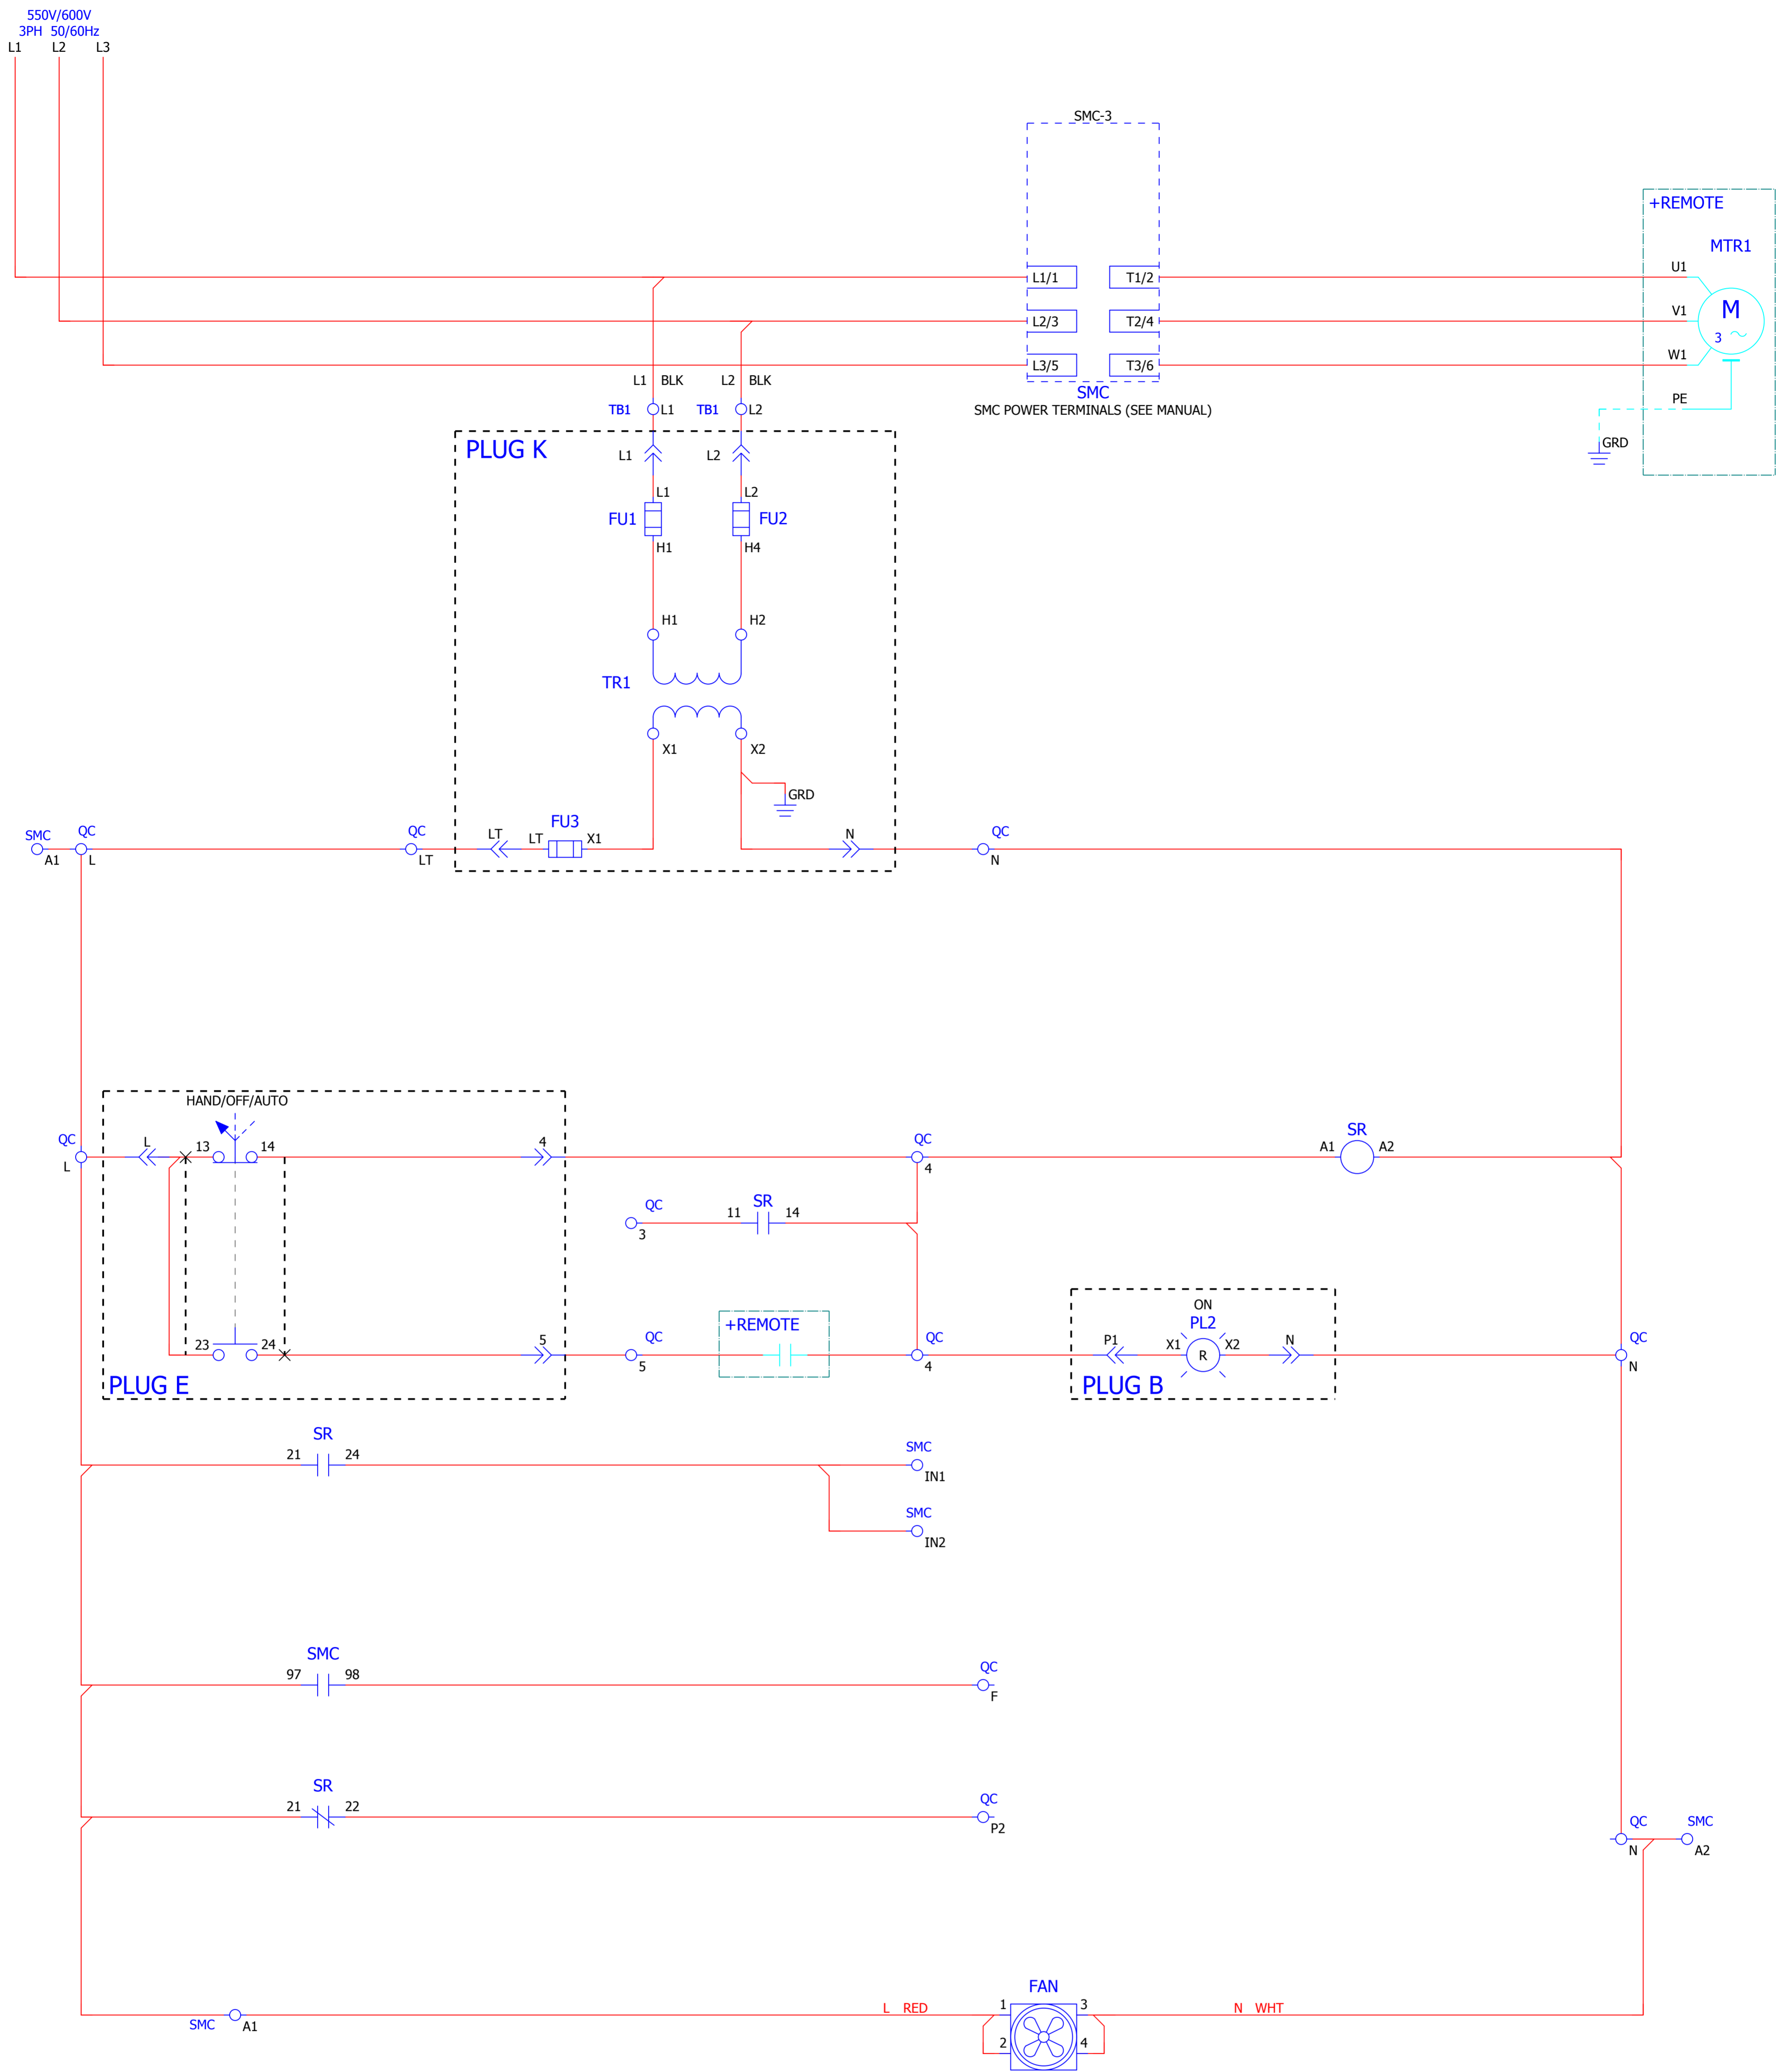 550V/600V
3PH 50/60Hz
L1 L2 L3
SMC-3
+REMOTE
MTR1
L1/1 T1/2 U1
L2/3 T2/4 V1
M
3
L3/5 T3/6 W1
L1 BLK L2 BLK
SMC
SMC POWER TERMINALS (SEE MANUAL)
PE
GRD
TB1 L1 TB1 L2
PLUG K
L1 L2
L1 L2
FU1 FU2
H1 H4
H1 H2
TR1
X1 X2
GRD
SMC QC QC FU3 QC
LT LT X1 N
A1 L LT N
HAND/OFF/AUTO
QC L 13 14 4 QC SR
A1 A2
L 4
QC SR
11 14
3
+REMOTE
ON
PL2
23 24 5 QC QC P1 X1 R X2 N QC
5 4 N
PLUG E PLUG B
SR SMC
21 24
IN1
SMC
IN2
SMC QC
97 98
F
SR QC
21 22
P2
QC SMC
N A2
FAN
L RED 1 3 N WHT
SMC A1
2 4